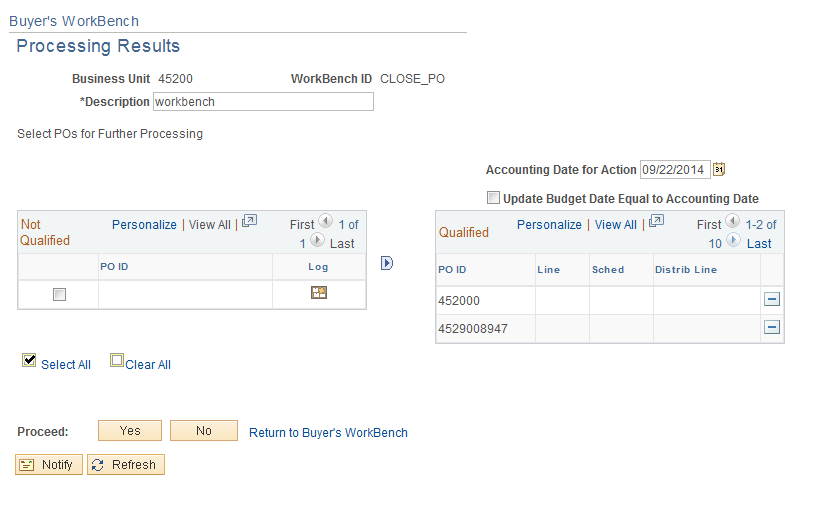 Buyer's WorkBench
Processing Results
Business Unit 45200 WorkBench ID CLOSE_PO
*Description workbench
Select POs for Further Processing
Accounting Date for Action 09/22/2014 31
Update Budget Date Equal to Accounting Date
Not Qualified Personalize | View All | First 1 of 1 Last
PO ID Log
Qualified Personalize | View All | First 1-2 of 10 Last
PO ID Line Sched Distrib Line
452000
4529008947
Select All Clear All
Proceed: Yes No Return to Buyer's WorkBench
Notify Refresh